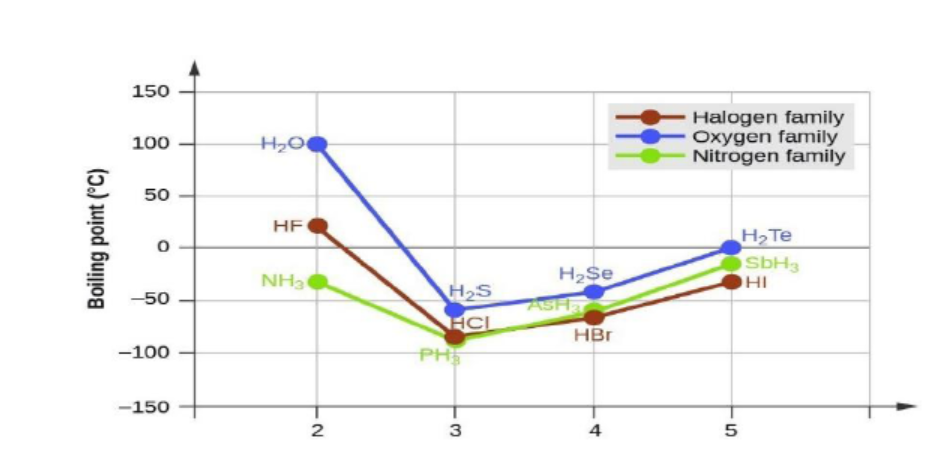 150
100
50
0
–50
–100
–150
Boiling point (°C)
Halogen family
Oxygen family
Nitrogen family
H₂O
HF
NH₃
H₂S
HCl
PH₃
H₂Se
AsH₃
HBr
H₂Te
SbH₃
HI
2 3 4 5